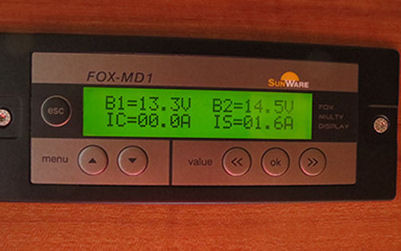 FOX-MD1
SUNWARE
esc
B1=13.3V B2=14.5V
IC=00.0A IS=01.6A
FOX
MULTY
DISPLAY
menu
value
<<
ok
>>